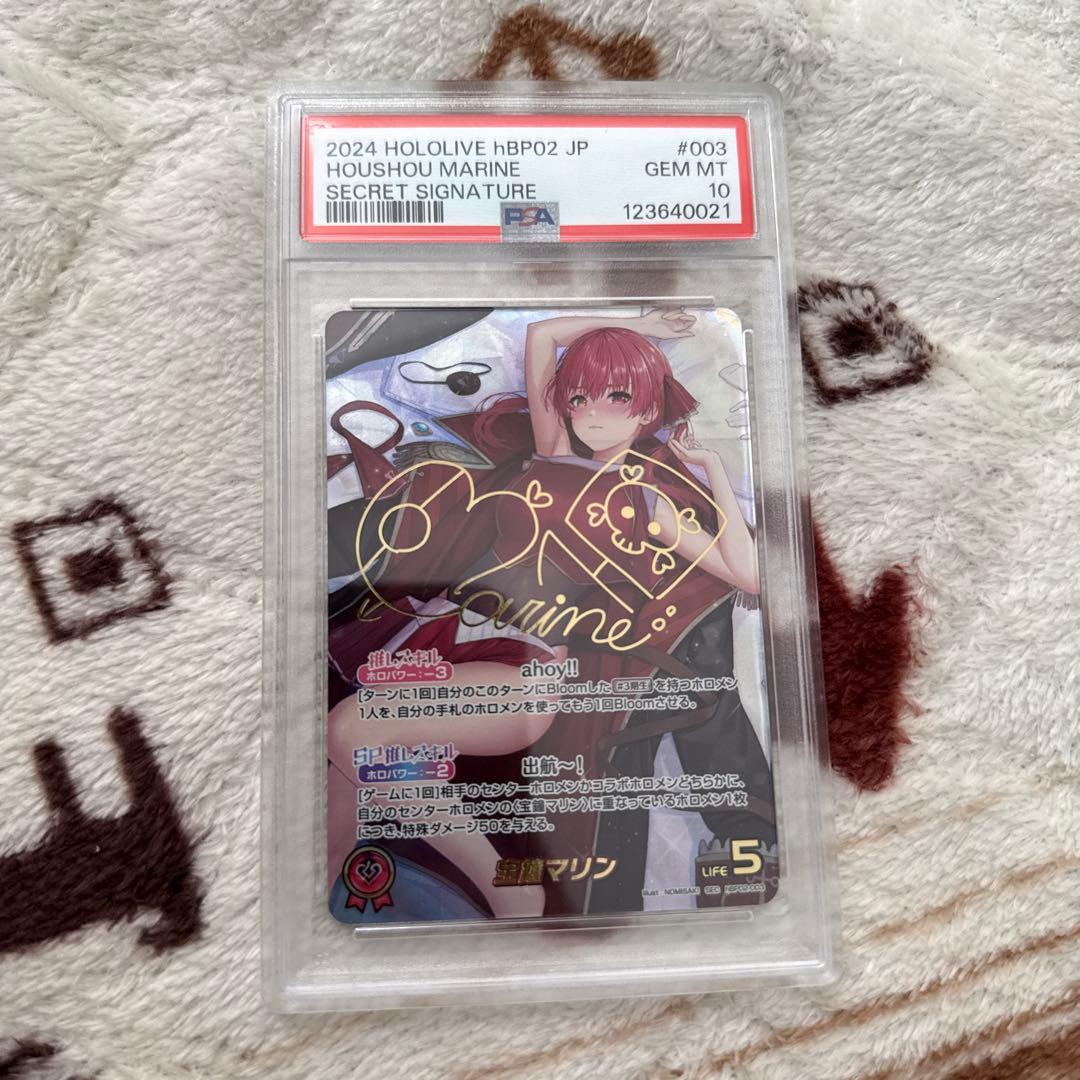 2024 HOLOLIVE hBP02 JP #003
HOUSHOU MARINE GEM MT
SECRET SIGNATURE 10
PSA 123640021
Marine
推しスキル
ホロパワー：－3
ahoy!!
[ターンに1回]自分のこのターンにBloomした #3期生 を持つホロメン
1人を、自分の手札のホロメンを使ってもう1回Bloomさせる。
SP推しスキル
ホロパワー：－2
出航～！
[ゲームに1回]相手のセンターホロメンかコラボホロメンどちらかに、
自分のセンターホロメンの〈宝鐘マリン〉に重なっているホロメン1枚
につき、特殊ダメージ50を与える。
宝鐘マリン
LIFE 5
illust NOMISAKI SEC hBP02-003